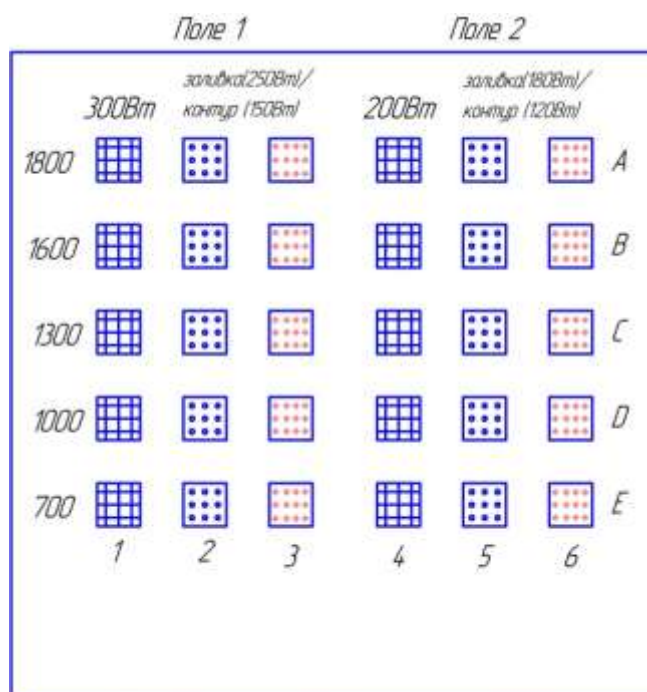 Поле 1 Поле 2
заливка(250Вт)/ заливка(180Вт)/
300Вт контур (150Вт) 200Вт контур (120Вт)
1800 A
1600 B
1300 C
1000 D
700 E
1 2 3 4 5 6